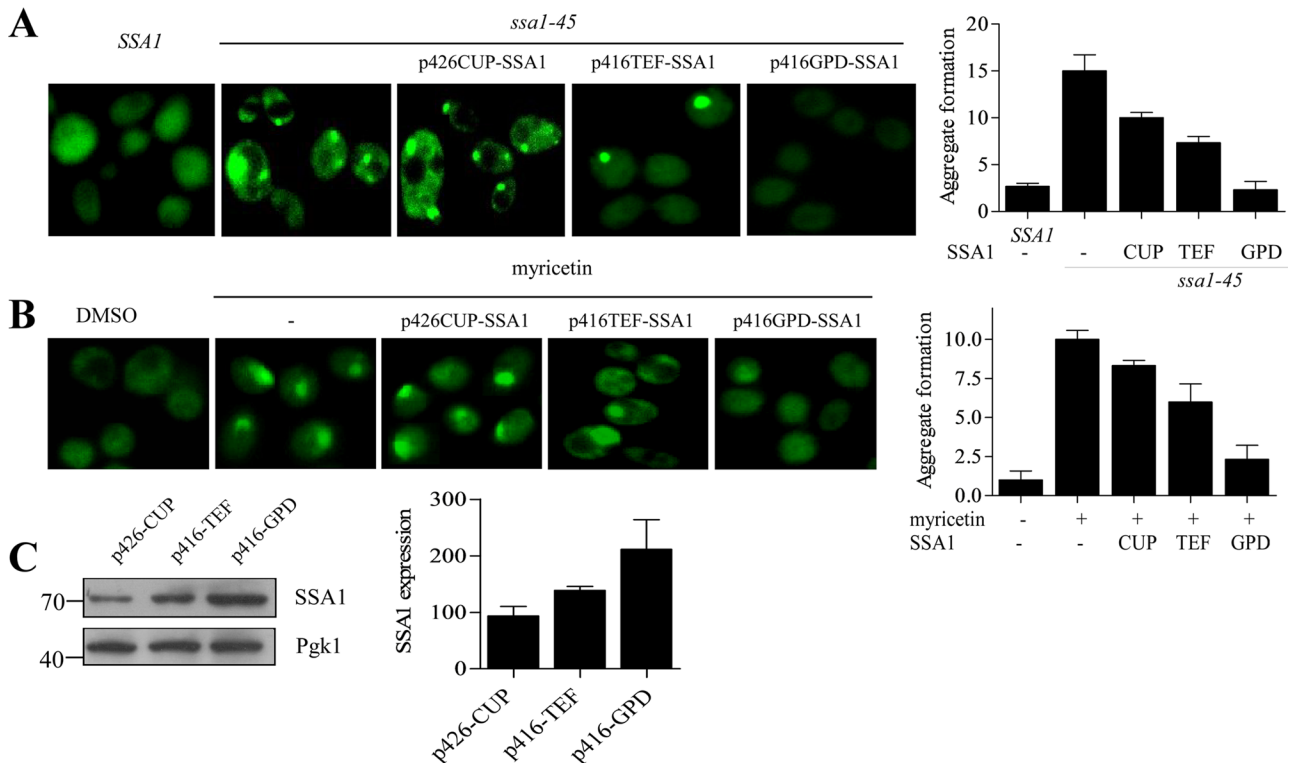 A
SSA1
ssa1-45
p426CUP-SSA1 p416TEF-SSA1 p416GPD-SSA1
Aggregate formation
20
15
10
5
0
SSA1
SSA1 - - CUP TEF GPD
ssa1-45
myricetin
B
DMSO - p426CUP-SSA1 p416TEF-SSA1 p416GPD-SSA1
Aggregate formation
10.0
7.5
5.0
2.5
0.0
myricetin - + + + +
SSA1 - - CUP TEF GPD
C
p426-CUP p416-TEF p416-GPD
70 SSA1
40 Pgk1
SSA1 expression
300
200
100
0
p426-CUP p416-TEF p416-GPD